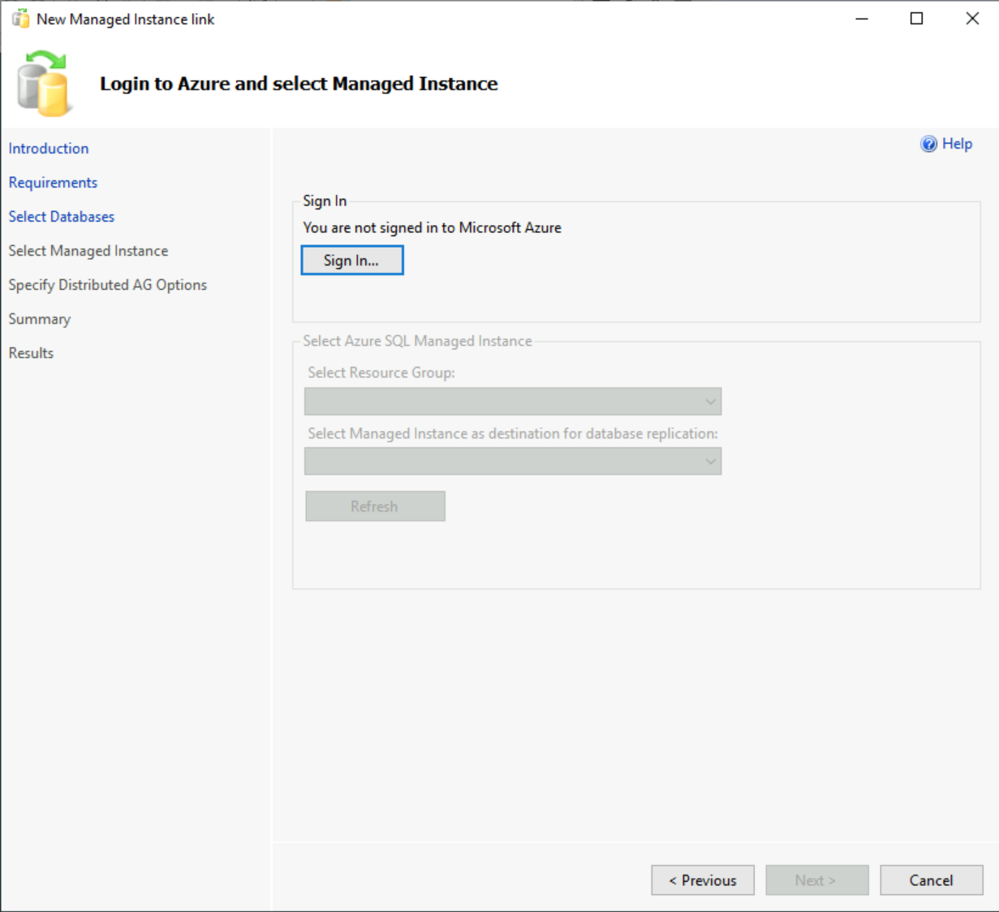 New Managed Instance link
Login to Azure and select Managed Instance
Introduction
Requirements
Select Databases
Select Managed Instance
Specify Distributed AG Options
Summary
Results
Help
Sign In
You are not signed in to Microsoft Azure
Sign In...
Select Azure SQL Managed Instance
Select Resource Group:
Select Managed Instance as destination for database replication:
Refresh
< Previous
Next >
Cancel